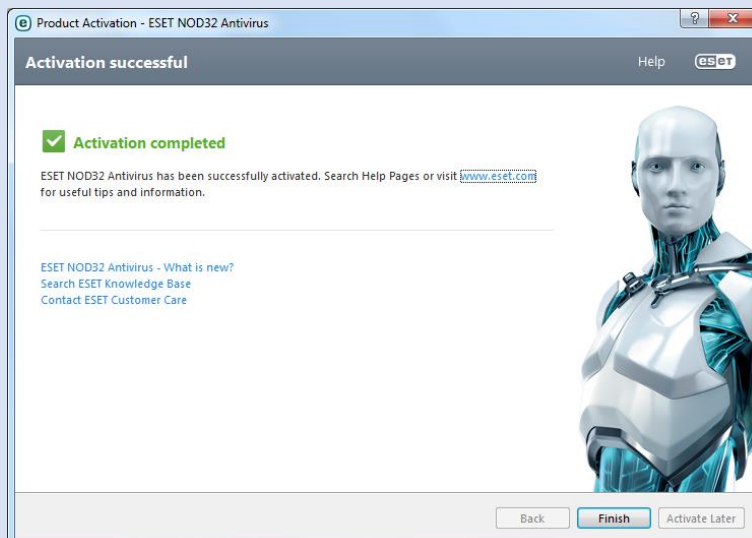 Product Activation - ESET NOD32 Antivirus
Activation successful
Help
eset
Activation completed
ESET NOD32 Antivirus has been successfully activated. Search Help Pages or visit www.eset.com
for useful tips and information.
ESET NOD32 Antivirus - What is new?
Search ESET Knowledge Base
Contact ESET Customer Care
Back
Finish
Activate Later